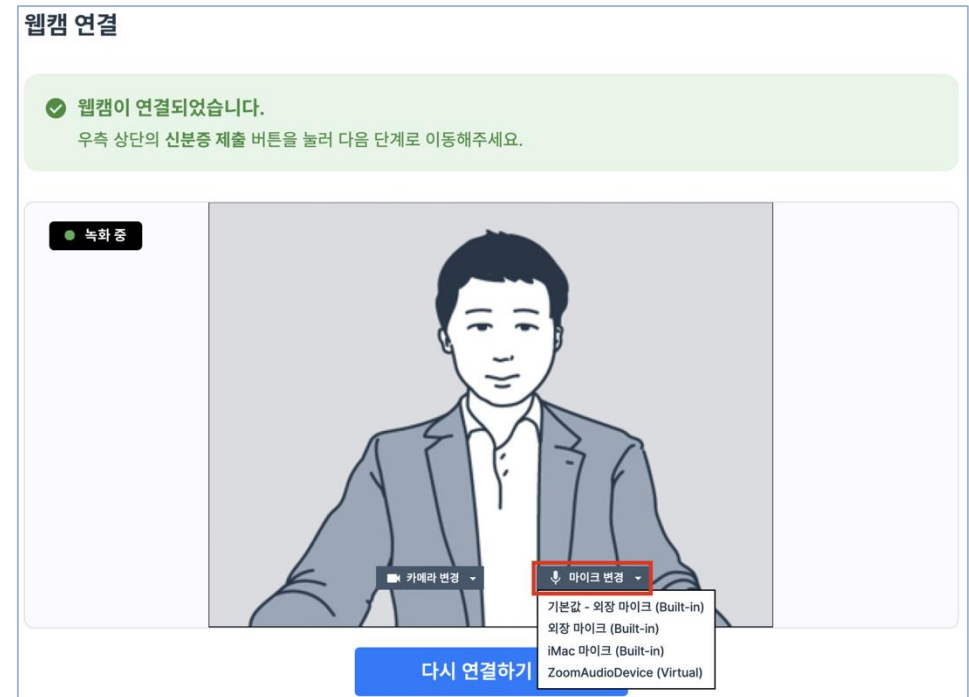 웹캠 연결
웹캠이 연결되었습니다.
우측 상단의 신분증 제출 버튼을 눌러 다음 단계로 이동해주세요.
녹화 중
카메라 변경
마이크 변경
기본값 - 외장 마이크 (Built-in)
외장 마이크 (Built-in)
iMac 마이크 (Built-in)
ZoomAudioDevice (Virtual)
다시 연결하기